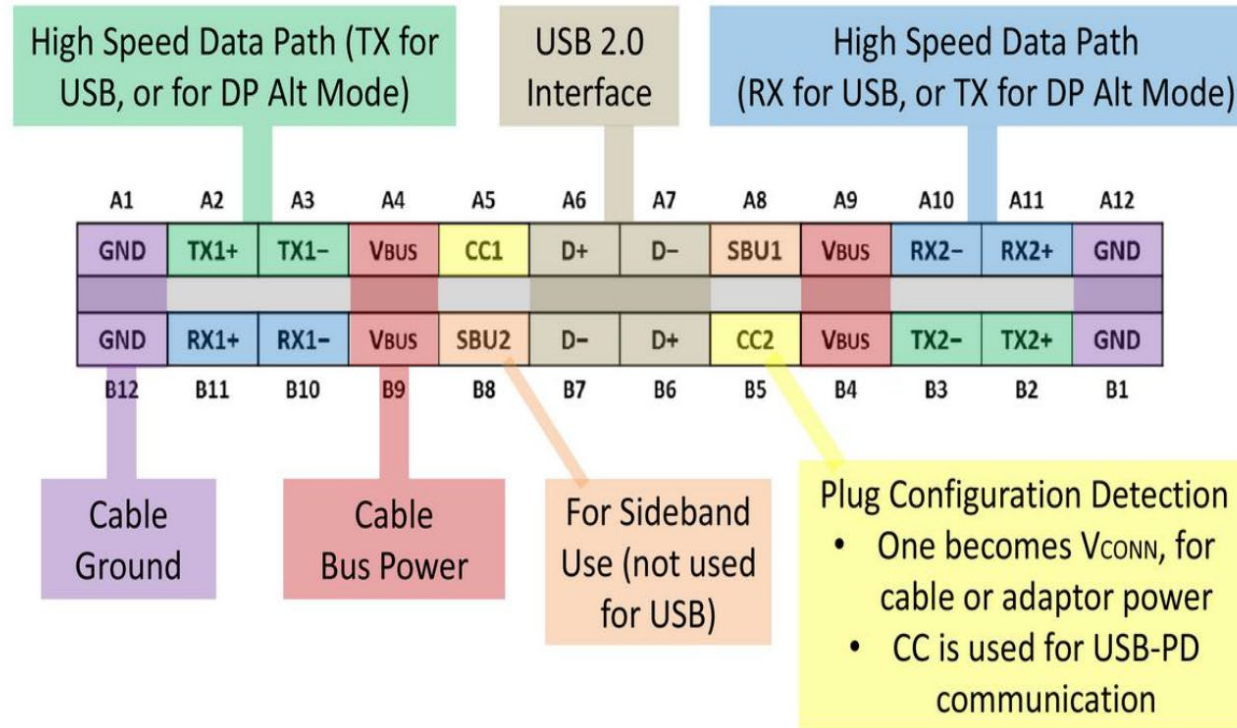 High Speed Data Path (TX for
USB, or for DP Alt Mode)
USB 2.0
Interface
High Speed Data Path
(RX for USB, or TX for DP Alt Mode)
A1 A2 A3 A4 A5 A6 A7 A8 A9 A10 A11 A12
GND TX1+ TX1− VBUS CC1 D+ D− SBU1 VBUS RX2− RX2+ GND
GND RX1+ RX1− VBUS SBU2 D− D+ CC2 VBUS TX2− TX2+ GND
B12 B11 B10 B9 B8 B7 B6 B5 B4 B3 B2 B1
Cable
Ground
Cable
Bus Power
For Sideband
Use (not used
for USB)
Plug Configuration Detection
• One becomes VCONN, for
cable or adaptor power
• CC is used for USB-PD
communication